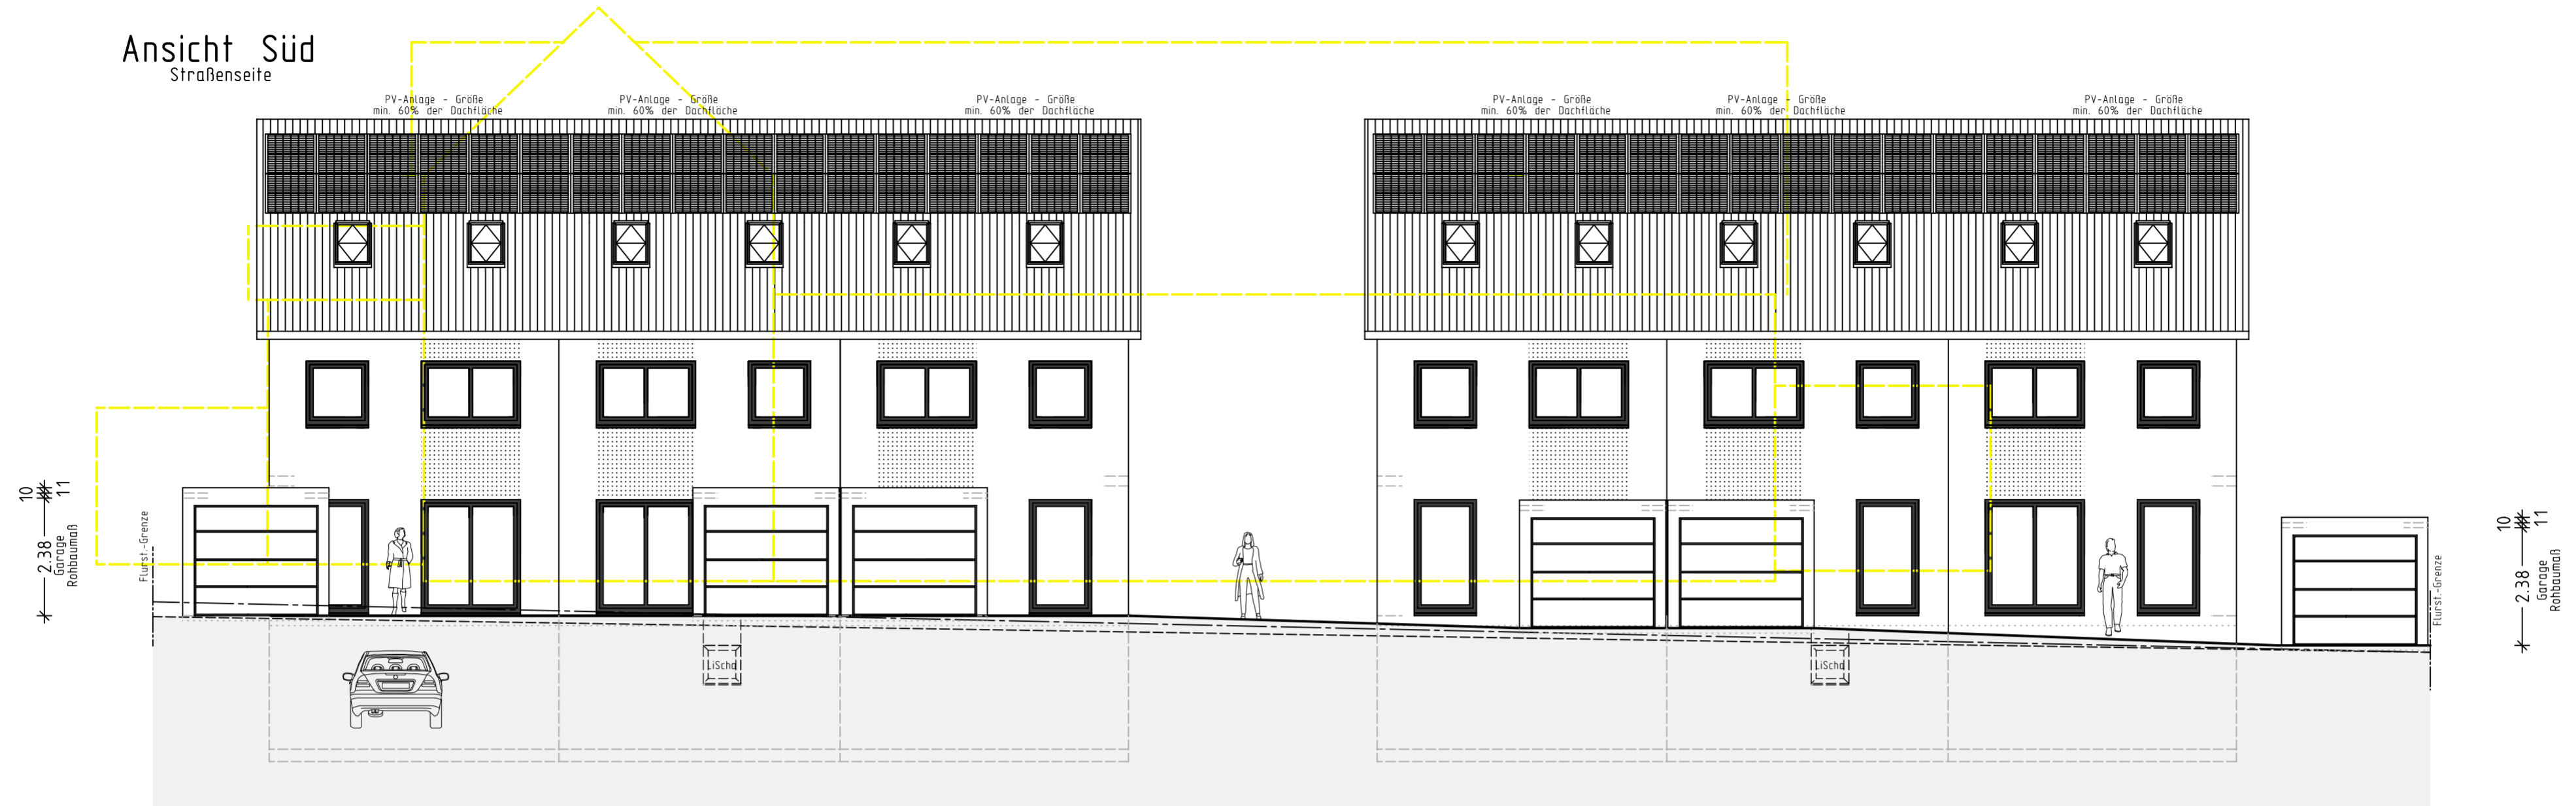 Ansicht Süd
Straßenseite
PV-Anlage - Größe
min. 60% der Dachfläche
PV-Anlage - Größe
min. 60% der Dachfläche
PV-Anlage - Größe
min. 60% der Dachfläche
PV-Anlage - Größe
min. 60% der Dachfläche
PV-Anlage - Größe
min. 60% der Dachfläche
PV-Anlage - Größe
min. 60% der Dachfläche
10
11
2.38
Garage
Rohbaumaß
Flurst.-Grenze
LiScha
LiScha
Flurst.-Grenze
10
11
2.38
Garage
Rohbaumaß